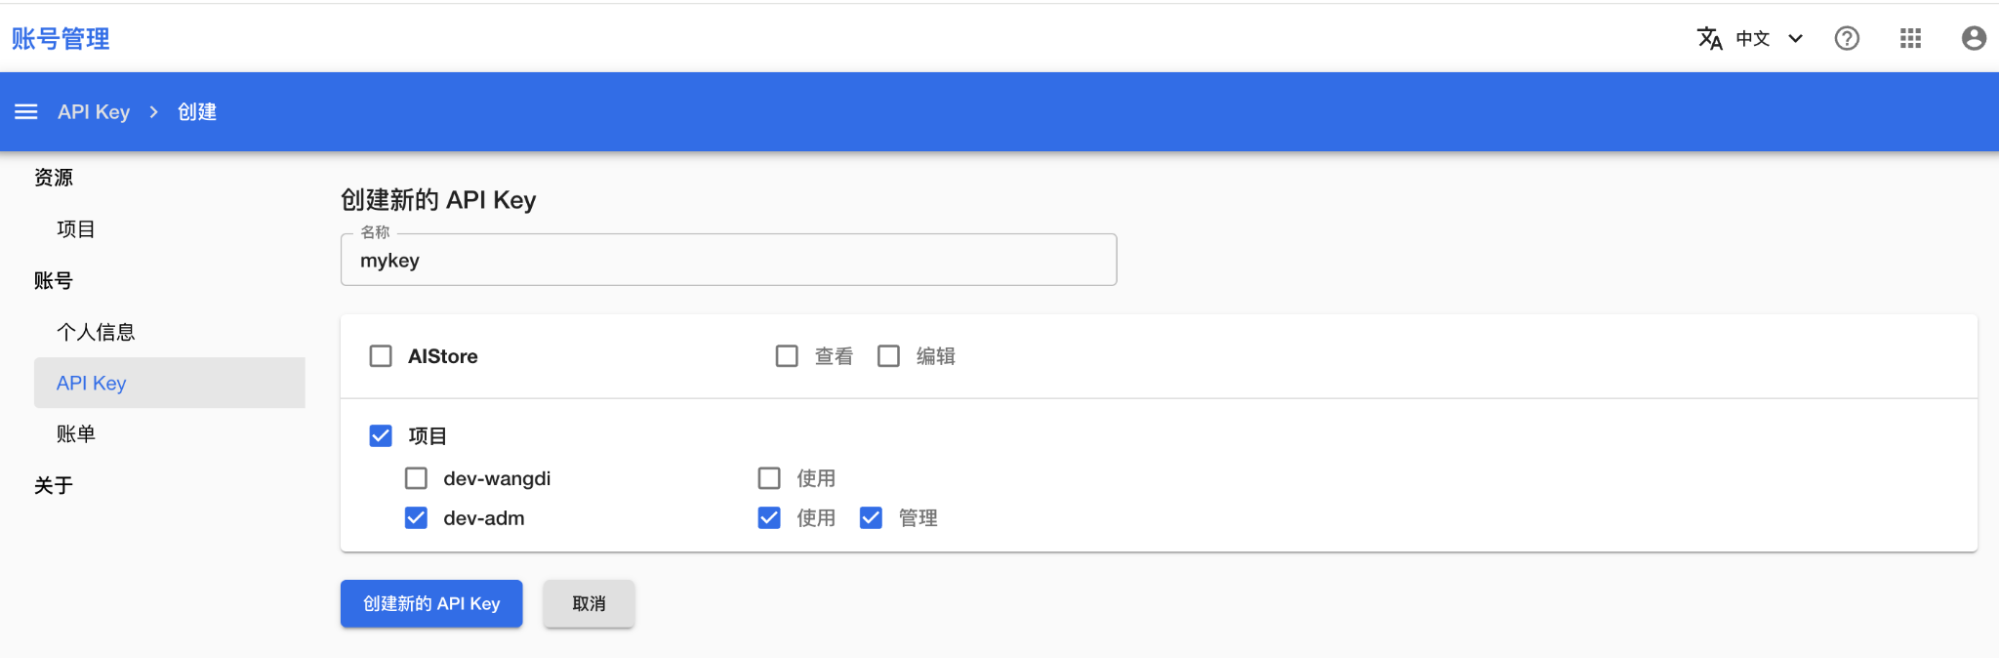 账号管理
中文
API Key > 创建
资源
项目
账号
个人信息
API Key
账单
关于
创建新的 API Key
名称
mykey
AIStore 查看 编辑
项目
dev-wangdi 使用
dev-adm 使用 管理
创建新的 API Key 取消